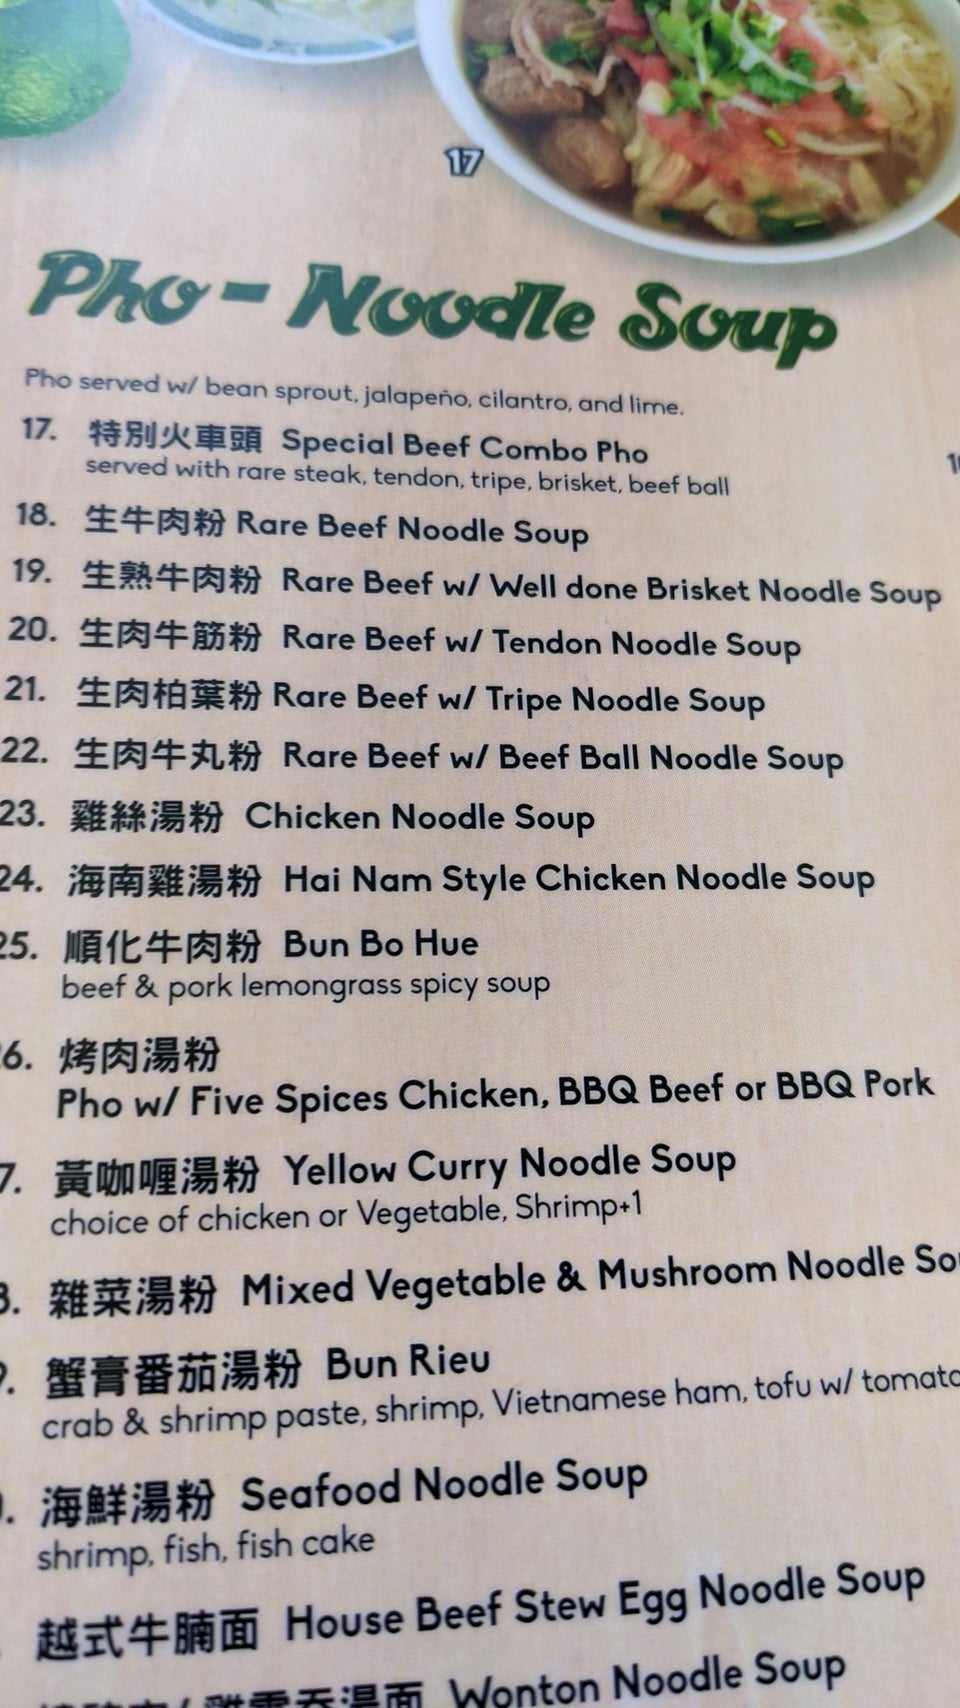 17
Pho - Noodle Soup
Pho served w/ bean sprout, jalapeño, cilantro, and lime.
17. 特別火車頭 Special Beef Combo Pho
served with rare steak, tendon, tripe, brisket, beef ball
18. 生牛肉粉 Rare Beef Noodle Soup
19. 生熟牛肉粉 Rare Beef w/ Well done Brisket Noodle Soup
20. 生肉牛筋粉 Rare Beef w/ Tendon Noodle Soup
21. 生肉柏葉粉 Rare Beef w/ Tripe Noodle Soup
22. 生肉牛丸粉 Rare Beef w/ Beef Ball Noodle Soup
23. 雞絲湯粉 Chicken Noodle Soup
24. 海南雞湯粉 Hai Nam Style Chicken Noodle Soup
25. 順化牛肉粉 Bun Bo Hue
beef & pork lemongrass spicy soup
6. 烤肉湯粉
Pho w/ Five Spices Chicken, BBQ Beef or BBQ Pork
7. 黃咖喱湯粉 Yellow Curry Noodle Soup
choice of chicken or Vegetable, Shrimp+1
雜菜湯粉 Mixed Vegetable & Mushroom Noodle
蟹膏番茄湯粉 Bun Rieu
crab & shrimp paste, shrimp, Vietnamese ham, tofu w/ tomato
海鮮湯粉 Seafood Noodle Soup
shrimp, fish, fish cake
越式牛腩面 House Beef Stew Egg Noodle Soup
Wonton Noodle Soup